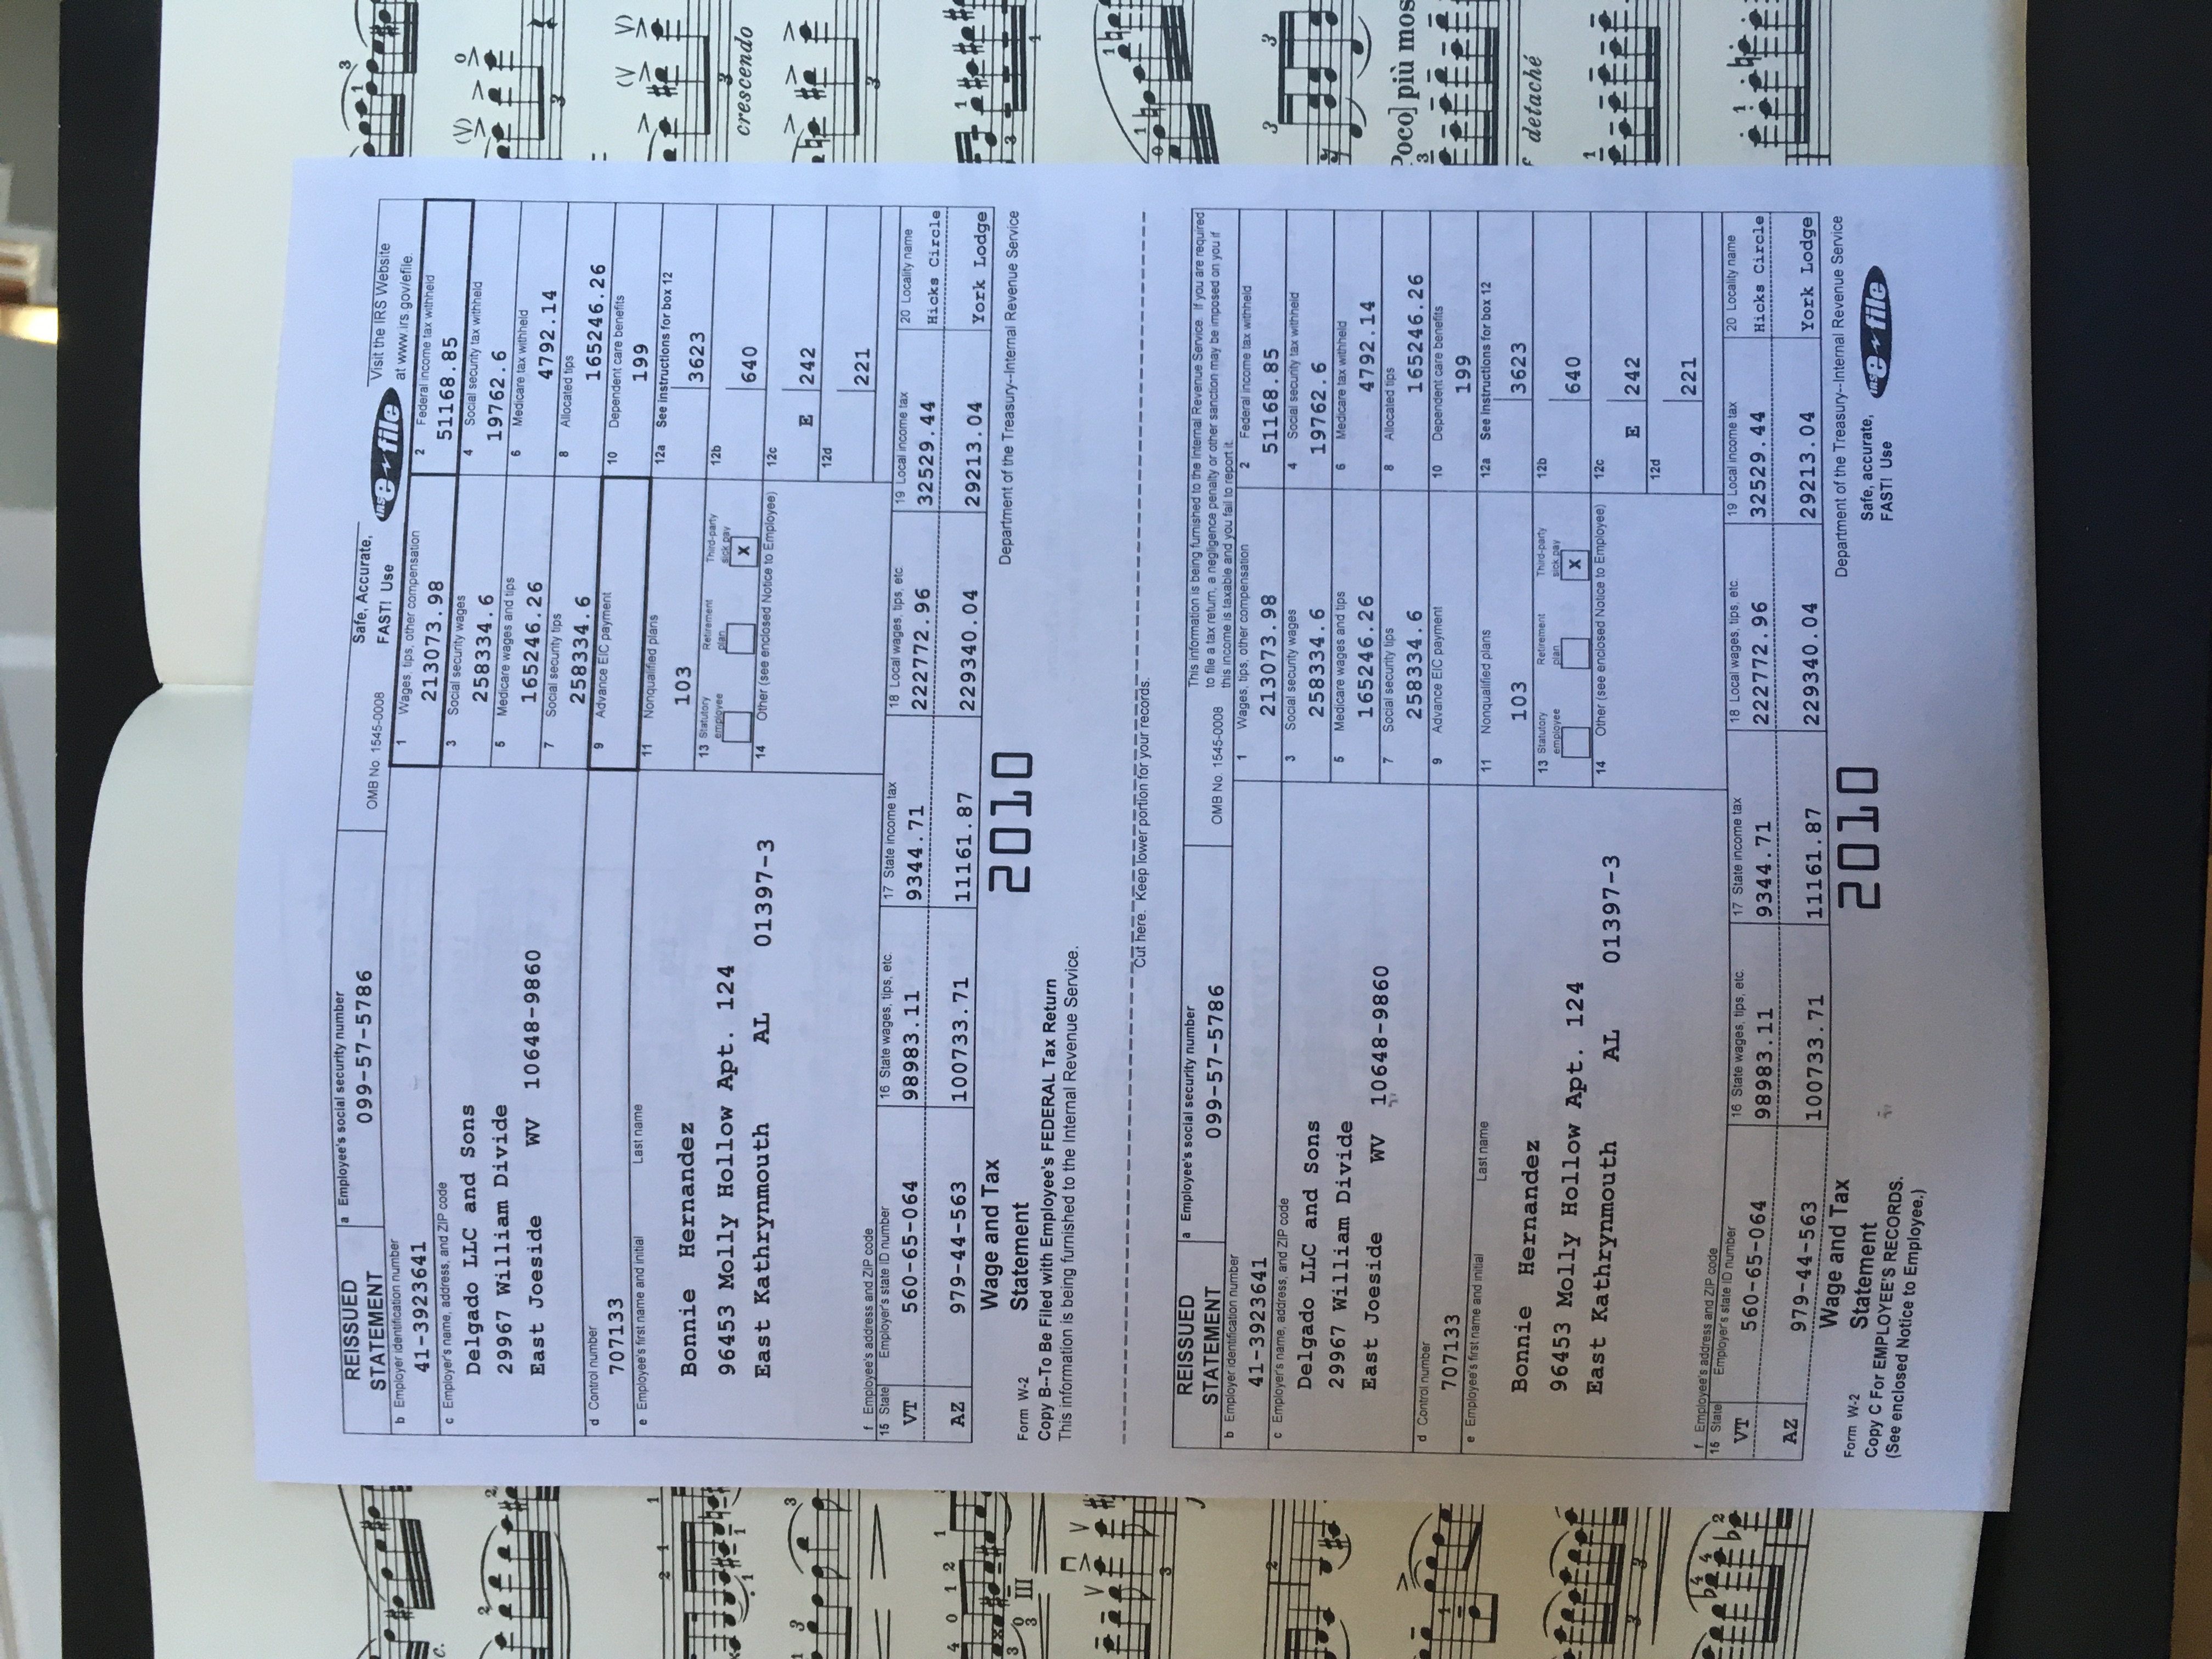 REISSUED STATEMENT
a Employee's social security number
099-57-5786
OMB No. 1545-0008
Safe, Accurate,
FAST! Use
IRS e-file
Visit the IRS Website
at www.irs.gov/efile.
b Employer identification number
41-3923641
1 Wages, tips, other compensation
213073.98
2 Federal income tax withheld
51168.85
c Employer's name, address, and ZIP code
Delgado LLC and Sons
29967 William Divide
East Joeside WV 10648-9860
3 Social security wages
258334.6
4 Social security tax withheld
19762.6
5 Medicare wages and tips
165246.26
6 Medicare tax withheld
4792.14
7 Social security tips
258334.6
8 Allocated tips
165246.26
d Control number
707133
9 Advance EIC payment
10 Dependent care benefits
199
e Employee's first name and initial Last name
Bonnie Hernandez
96453 Molly Hollow Apt. 124
East Kathrynmouth AL 01397-3
11 Nonqualified plans
103
12a See instructions for box 12
3623
13 Statutory employee Retirement plan Third-party sick pay
X
12b
640
14 Other (see enclosed Notice to Employee)
12c
E 242
12d
221
f Employee's address and ZIP code
15 State Employer's state ID number 16 State wages, tips, etc. 17 State income tax 18 Local wages, tips, etc. 19 Local income tax 20 Locality name
VT 560-65-064 98983.11 9344.71 222772.96 32529.44 Hicks Circle
AZ 979-44-563 100733.71 11161.87 229340.04 29213.04 York Lodge
Form W-2 Wage and Tax Statement 2010 Department of the Treasury--Internal Revenue Service
Copy B--To Be Filed with Employee's FEDERAL Tax Return
This information is being furnished to the Internal Revenue Service.
Cut here. Keep lower portion for your records.
REISSUED STATEMENT
a Employee's social security number
099-57-5786
OMB No. 1545-0008
This information is being furnished to the Internal Revenue Service. If you are required
to file a tax return, a negligence penalty or other sanction may be imposed on you if
this income is taxable and you fail to report it.
b Employer identification number
41-3923641
1 Wages, tips, other compensation
213073.98
2 Federal income tax withheld
51168.85
c Employer's name, address, and ZIP code
Delgado LLC and Sons
29967 William Divide
East Joeside WV 10648-9860
3 Social security wages
258334.6
4 Social security tax withheld
19762.6
5 Medicare wages and tips
165246.26
6 Medicare tax withheld
4792.14
7 Social security tips
258334.6
8 Allocated tips
165246.26
d Control number
707133
9 Advance EIC payment
10 Dependent care benefits
199
e Employee's first name and initial Last name
Bonnie Hernandez
96453 Molly Hollow Apt. 124
East Kathrynmouth AL 01397-3
11 Nonqualified plans
103
12a See instructions for box 12
3623
13 Statutory employee Retirement plan Third-party sick pay
X
12b
640
14 Other (see enclosed Notice to Employee)
12c
E 242
12d
221
f Employee's address and ZIP code
15 State Employer's state ID number 16 State wages, tips, etc. 17 State income tax 18 Local wages, tips, etc. 19 Local income tax 20 Locality name
VT 560-65-064 98983.11 9344.71 222772.96 32529.44 Hicks Circle
AZ 979-44-563 100733.71 11161.87 229340.04 29213.04 York Lodge
Form W-2 Wage and Tax Statement 2010 Department of the Treasury--Internal Revenue Service
Copy C For EMPLOYEE'S RECORDS.
(See enclosed Notice to Employee.)
Safe, accurate,
FAST! Use
IRS e-file
crescendo
Poco] più mos
detaché